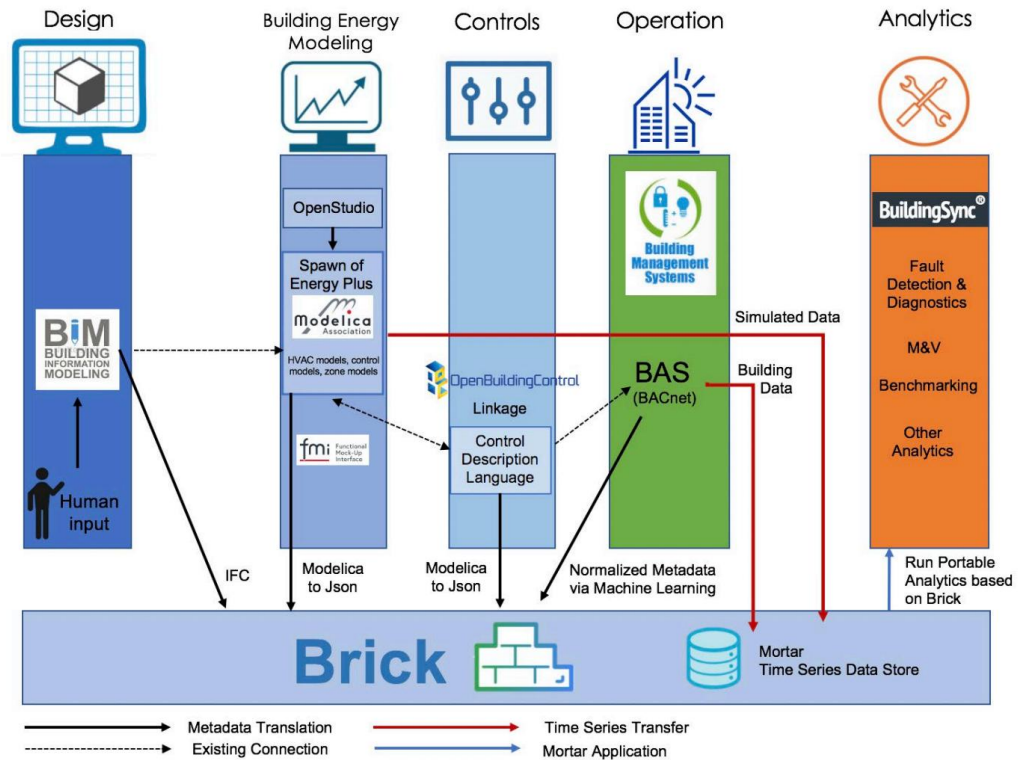 Design
Building Energy
Modeling
Controls
Operation
Analytics
OpenStudio
Spawn of
Energy Plus
Modelica
Association
HVAC models, control
models, zone models
fmi
Functional
Mock-Up
Interface
BIM
BUILDING
INFORMATION
MODELING
Human
input
OpenBuildingControl
Linkage
Control
Description
Language
Building
Management
Systems
BAS
(BACnet)
Simulated Data
Building
Data
BuildingSync®
Fault
Detection &
Diagnostics
M&V
Benchmarking
Other
Analytics
IFC
Modelica
to Json
Modelica
to Json
Normalized Metadata
via Machine Learning
Run Portable
Analytics based
on Brick
Brick
Mortar
Time Series Data Store
Metadata Translation
Time Series Transfer
Existing Connection
Mortar Application